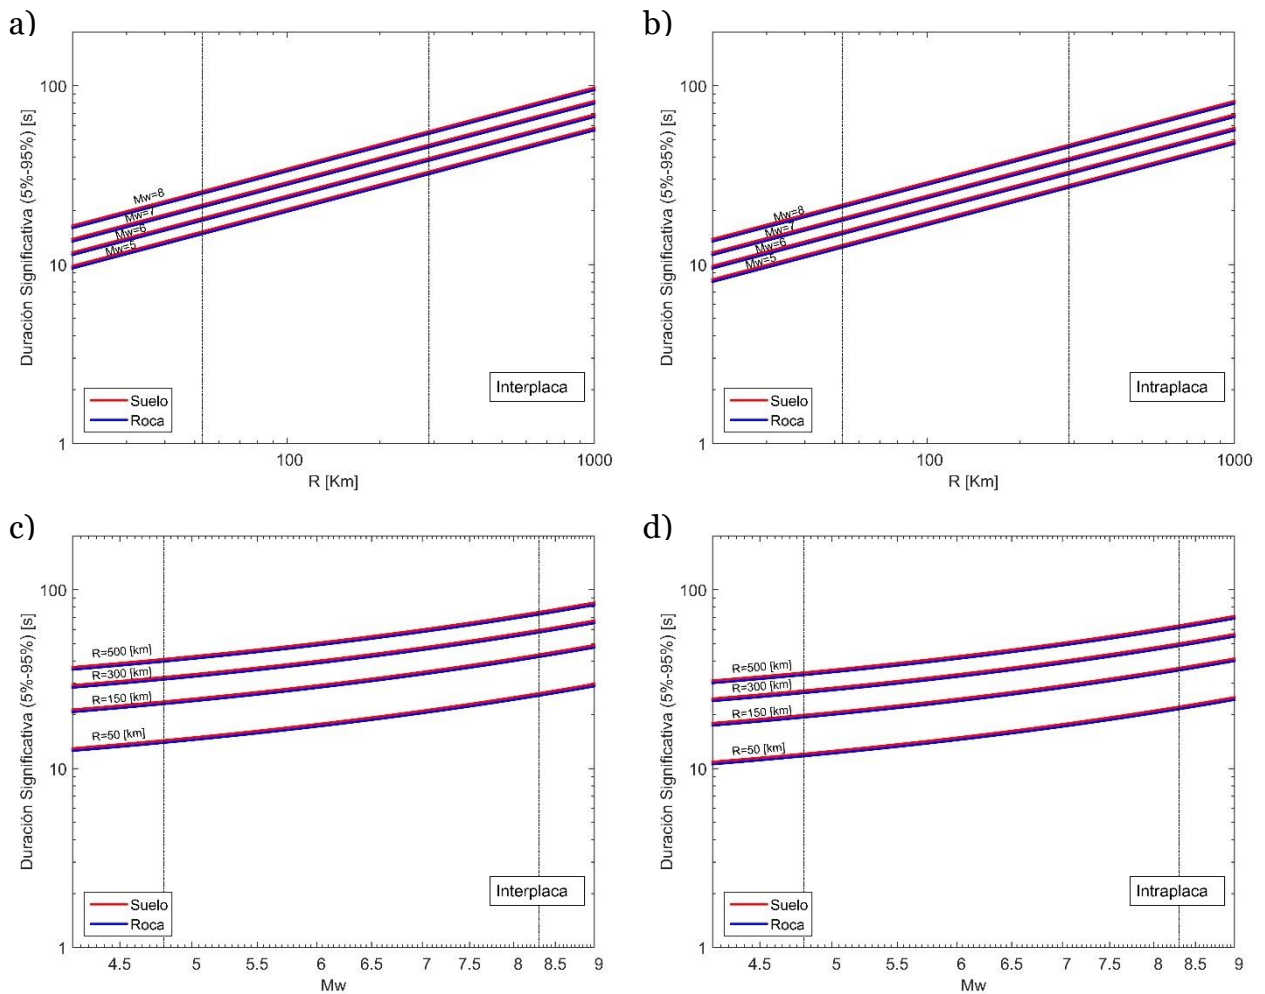 a)
Duración Significativa (5%-95%) [s]
100
10
1
Mw=8
Mw=7
Mw=6
Mw=5
Interplaca
Suelo
Roca
100
1000
R [Km]
b)
Duración Significativa (5%-95%) [s]
100
10
1
Mw=8
Mw=7
Mw=6
Mw=5
Intraplaca
Suelo
Roca
100
1000
R [Km]
c)
Duración Significativa (5%-95%) [s]
100
10
1
R=500 [km]
R=300 [km]
R=150 [km]
R=50 [km]
Interplaca
Suelo
Roca
4.5 5 5.5 6 6.5 7 7.5 8 8.5 9
Mw
d)
Duración Significativa (5%-95%) [s]
100
10
1
R=500 [km]
R=300 [km]
R=150 [km]
R=50 [km]
Intraplaca
Suelo
Roca
4.5 5 5.5 6 6.5 7 7.5 8 8.5 9
Mw